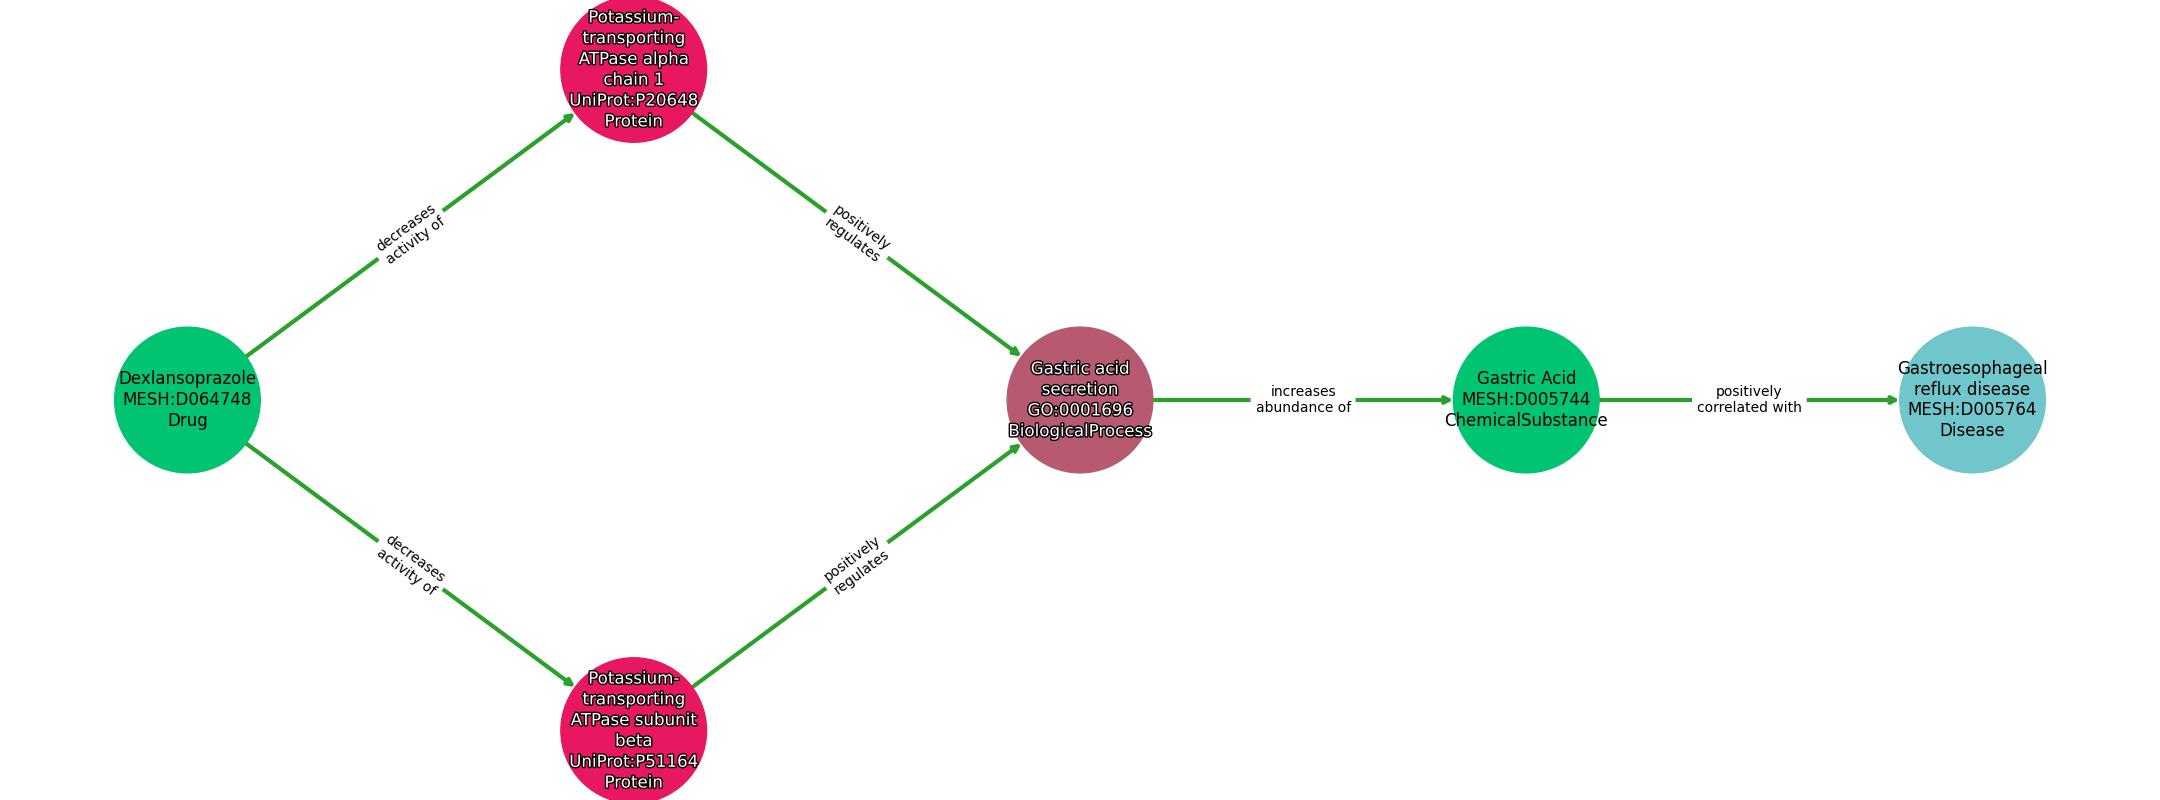 Potassium-
transporting
ATPase alpha
chain 1
UniProt:P20648
Protein
decreases
activity of
positively
regulates
Dexlansoprazole
MESH:D064748
Drug
Gastric acid
secretion
GO:0001696
BiologicalProcess
increases
abundance of
Gastric Acid
MESH:D005744
ChemicalSubstance
positively
correlated with
Gastroesophageal
reflux disease
MESH:D005764
Disease
decreases
activity of
positively
regulates
Potassium-
transporting
ATPase subunit
beta
UniProt:P51164
Protein